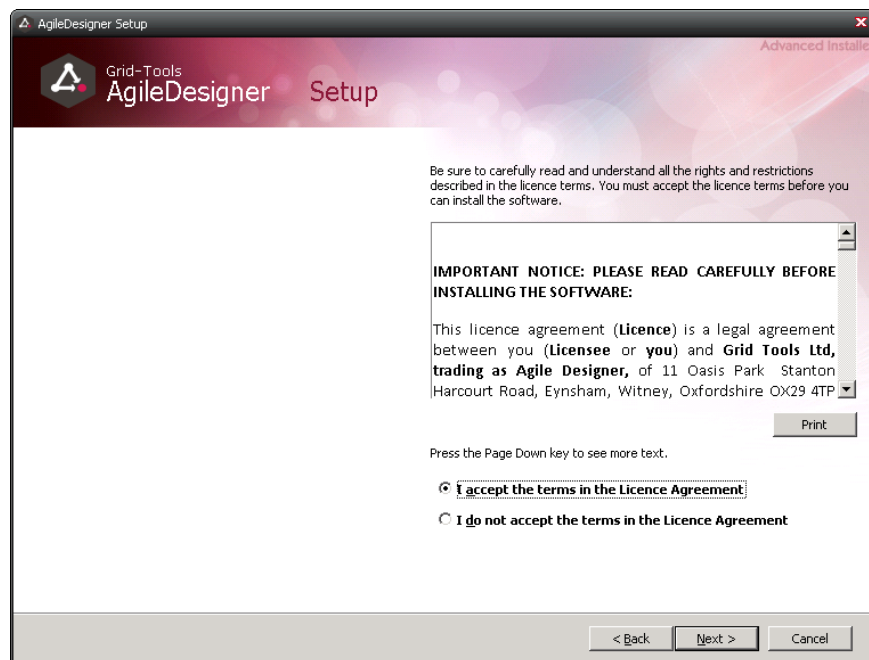 AgileDesigner Setup
Advanced Installe
Grid-Tools
AgileDesigner Setup
Be sure to carefully read and understand all the rights and restrictions
described in the licence terms. You must accept the licence terms before you
can install the software.
IMPORTANT NOTICE: PLEASE READ CAREFULLY BEFORE
INSTALLING THE SOFTWARE:
This licence agreement (Licence) is a legal agreement
between you (Licensee or you) and Grid Tools Ltd,
trading as Agile Designer, of 11 Oasis Park Stanton
Harcourt Road, Eynsham, Witney, Oxfordshire OX29 4TP
Print
Press the Page Down key to see more text.
I accept the terms in the Licence Agreement
I do not accept the terms in the Licence Agreement
< Back Next > Cancel